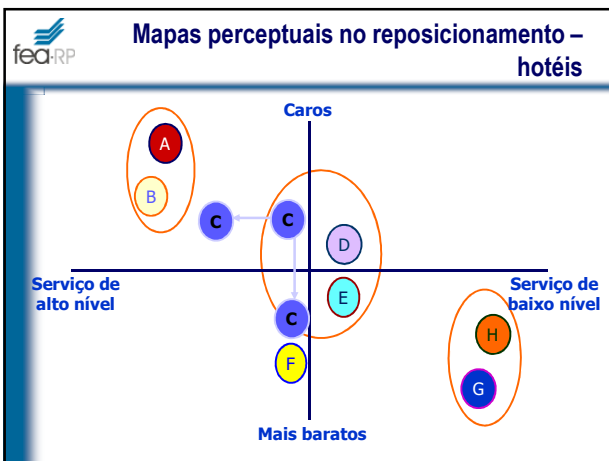 fea-RP
Mapas perceptuais no reposicionamento –
hotéis
Caros
A
B
C
C
D
Serviço de
alto nível
Serviço de
baixo nível
E
C
H
F
G
Mais baratos